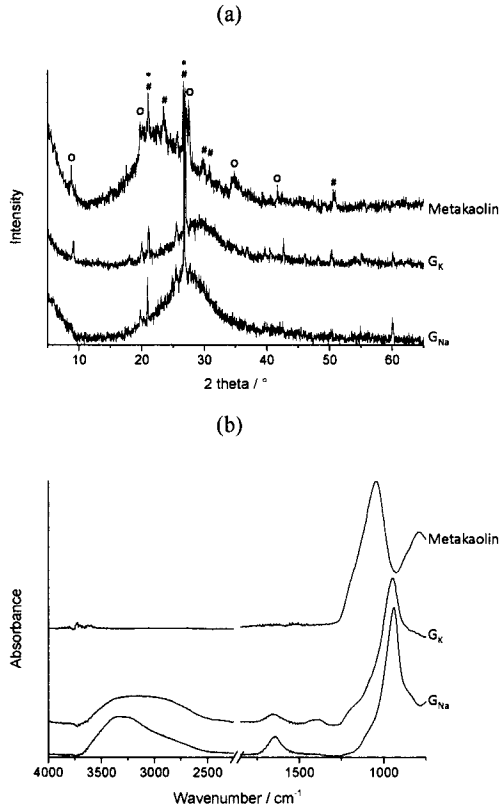 (a)
*
*
#
#
#
O
O
O
# #
O
O
#
Metakaolin
G_K
G_Na
Intensity
10 20 30 40 50 60
2 theta / °
(b)
Metakaolin
G_K
G_Na
Absorbance
4000 3500 3000 2500 1500 1000
Wavenumber / cm⁻¹